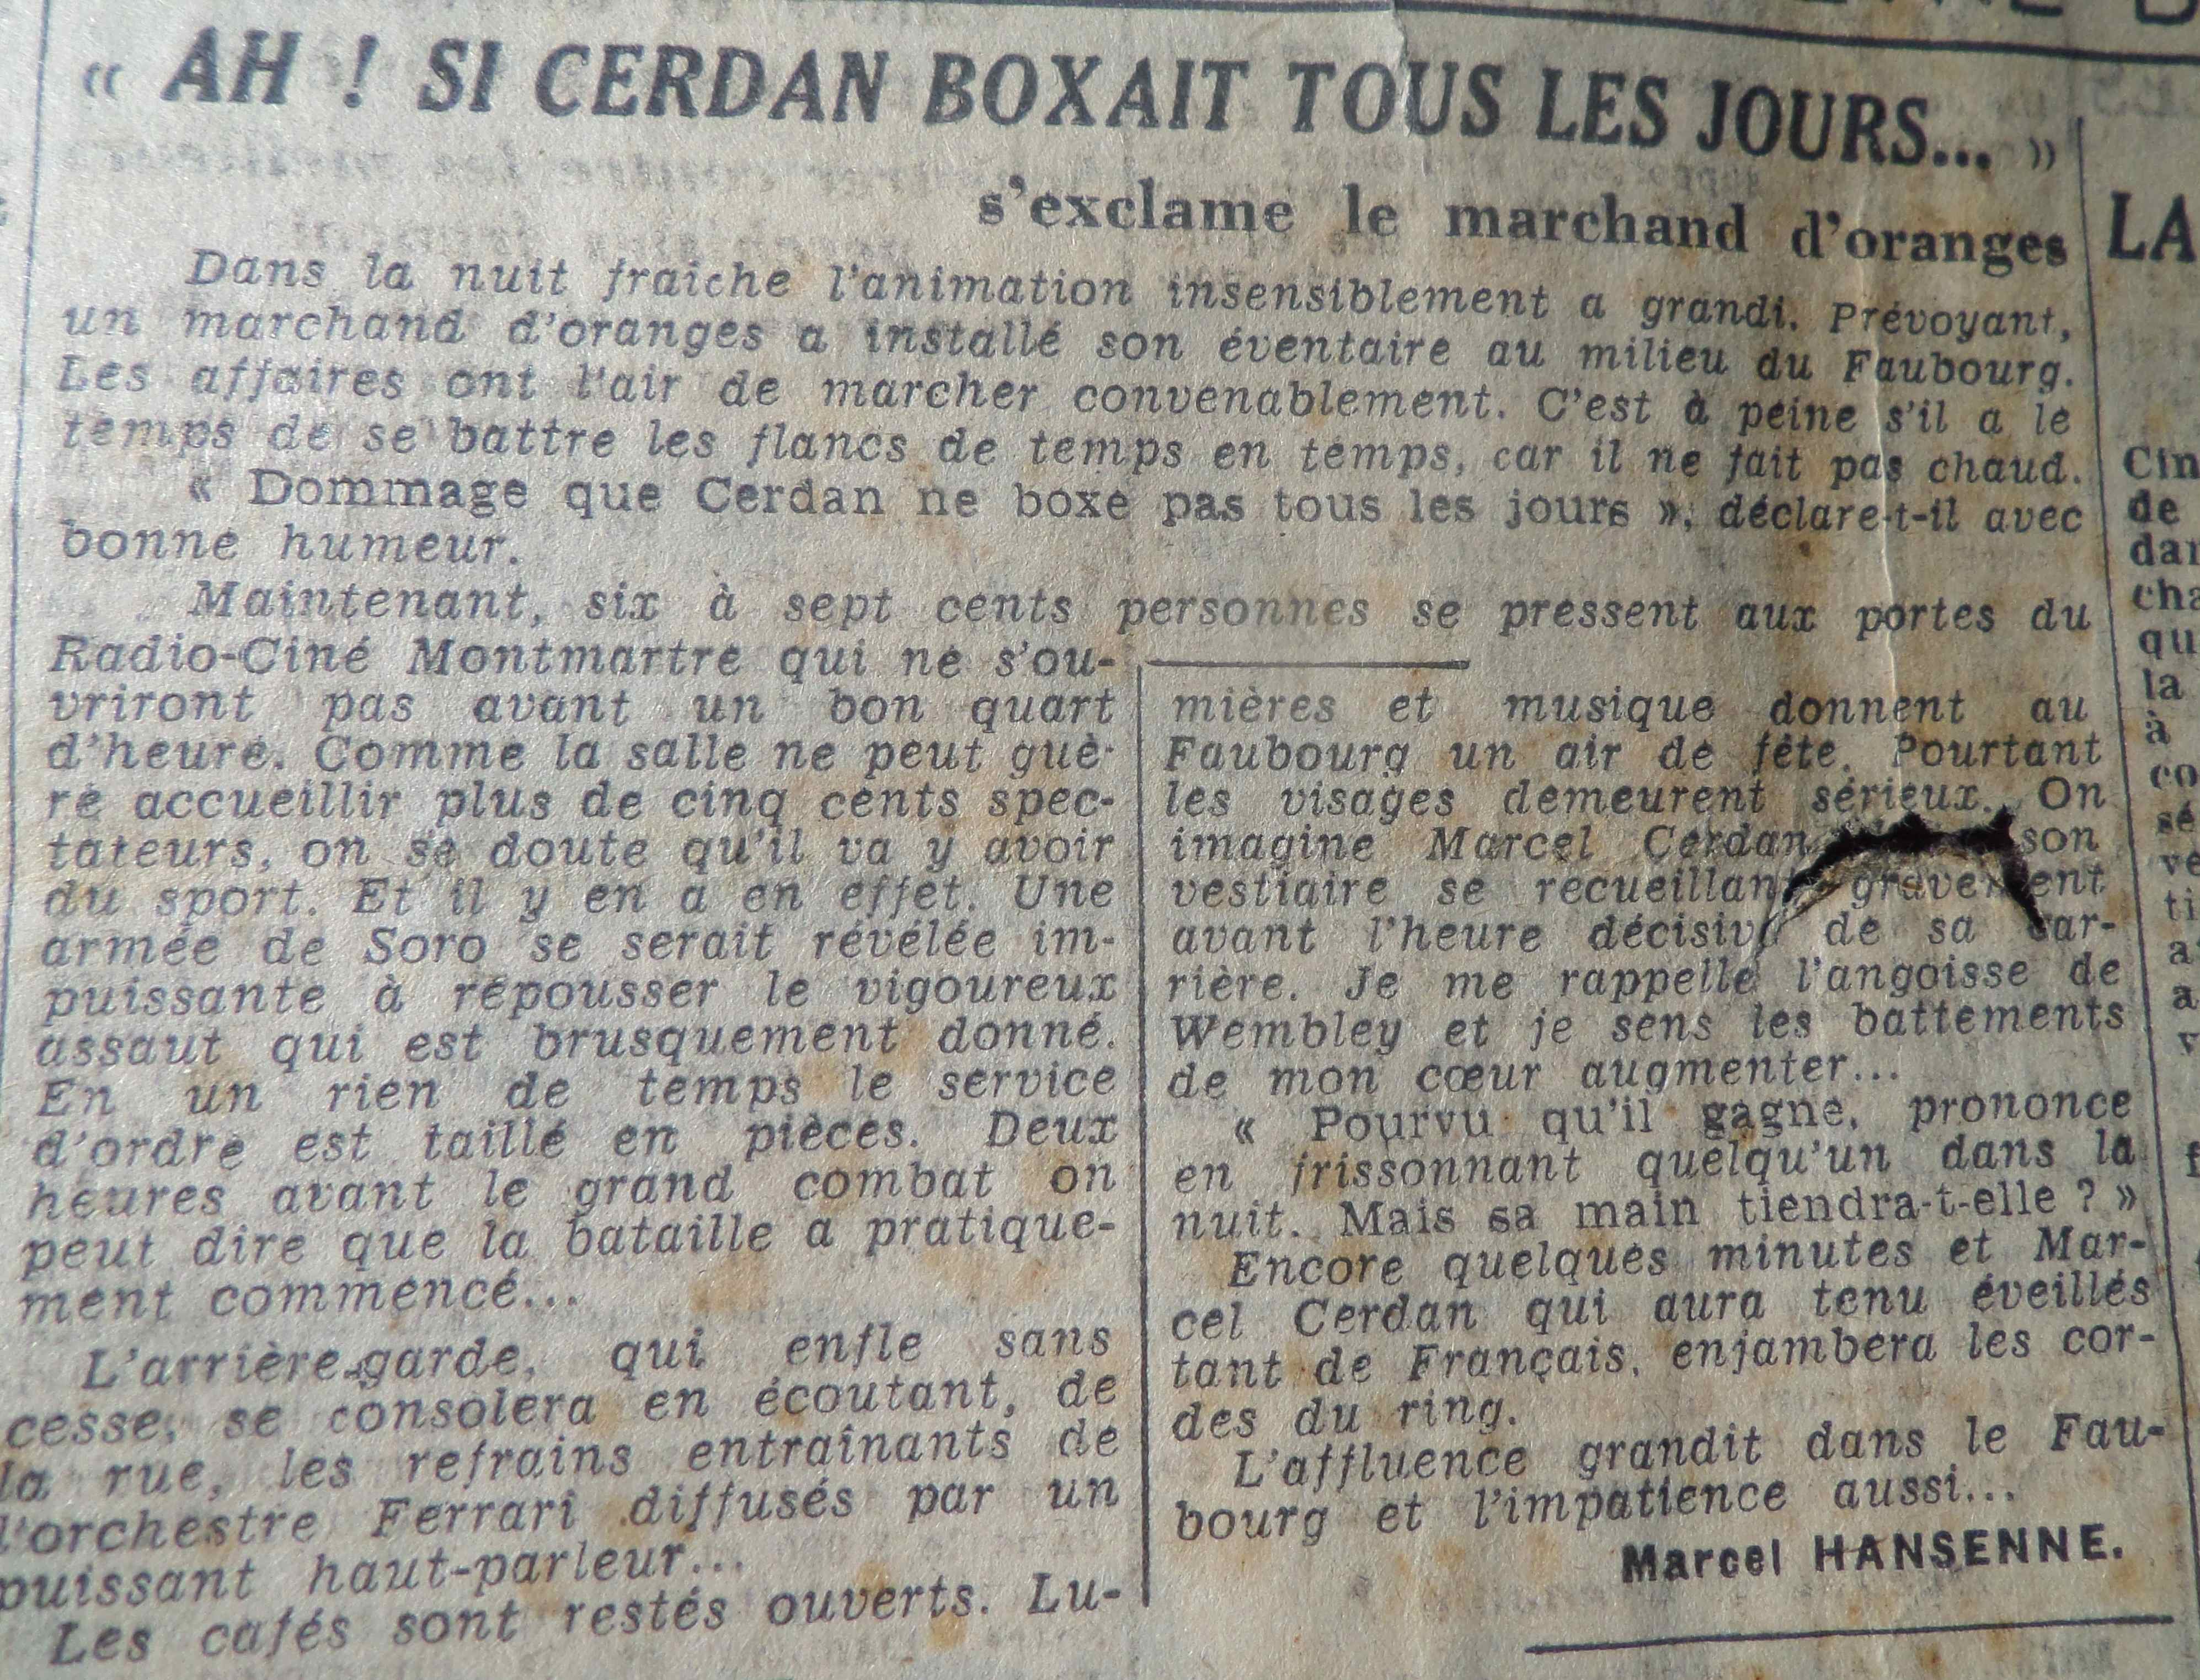 « AH ! SI CERDAN BOXAIT TOUS LES JOURS... »
s'exclame le marchand d'oranges
Dans la nuit fraîche l'animation insensiblement a grandi. Prévoyant,
un marchand d'oranges a installé son éventaire au milieu du Faubourg.
Les affaires ont l'air de marcher convenablement. C'est à peine s'il a le
temps de se battre les flancs de temps en temps, car il ne fait pas chaud.
« Dommage que Cerdan ne boxe pas tous les jours », déclare-t-il avec
bonne humeur.
Maintenant, six à sept cents personnes se pressent aux portes du
Radio-Ciné Montmartre qui ne s'ou-
vriront pas avant un bon quart
d'heure. Comme la salle ne peut guè-
re accueillir plus de cinq cents spec-
tateurs, on se doute qu'il va y avoir
du sport. Et il y en a en effet. Une
armée de Soro se serait révélée im-
puissante à repousser le vigoureux
assaut qui est brusquement donné.
En un rien de temps le service
d'ordre est taillé en pièces. Deux
heures avant le grand combat on
peut dire que la bataille a pratique-
ment commencé...
L'arrière-garde, qui enfle sans
cesse, se consolera en écoutant, de
la rue, les refrains entraînants de
l'orchestre Ferrari diffusés par un
puissant haut-parleur...
Les cafés sont restés ouverts. Lu-
mières et musique donnent au
Faubourg un air de fête. Pourtant
les visages demeurent sérieux. On
imagine Marcel Cerdan son
vestiaire se recueillant gravement
avant l'heure décisive de sa car-
rière. Je me rappelle l'angoisse de
Wembley et je sens les battements
de mon cœur augmenter...
« Pourvu qu'il gagne, prononce
en frissonnant quelqu'un dans la
nuit. Mais sa main tiendra-t-elle ? »
Encore quelques minutes et Mar-
cel Cerdan qui aura tenu éveillés
tant de Français, enjambera les cor-
des du ring.
L'affluence grandit dans le Fau-
bourg et l'impatience aussi...
Marcel HANSENNE.
LA
Cin
de
dan
cha
qu
la
à
co
sé
ve
ti
a
a
v
f